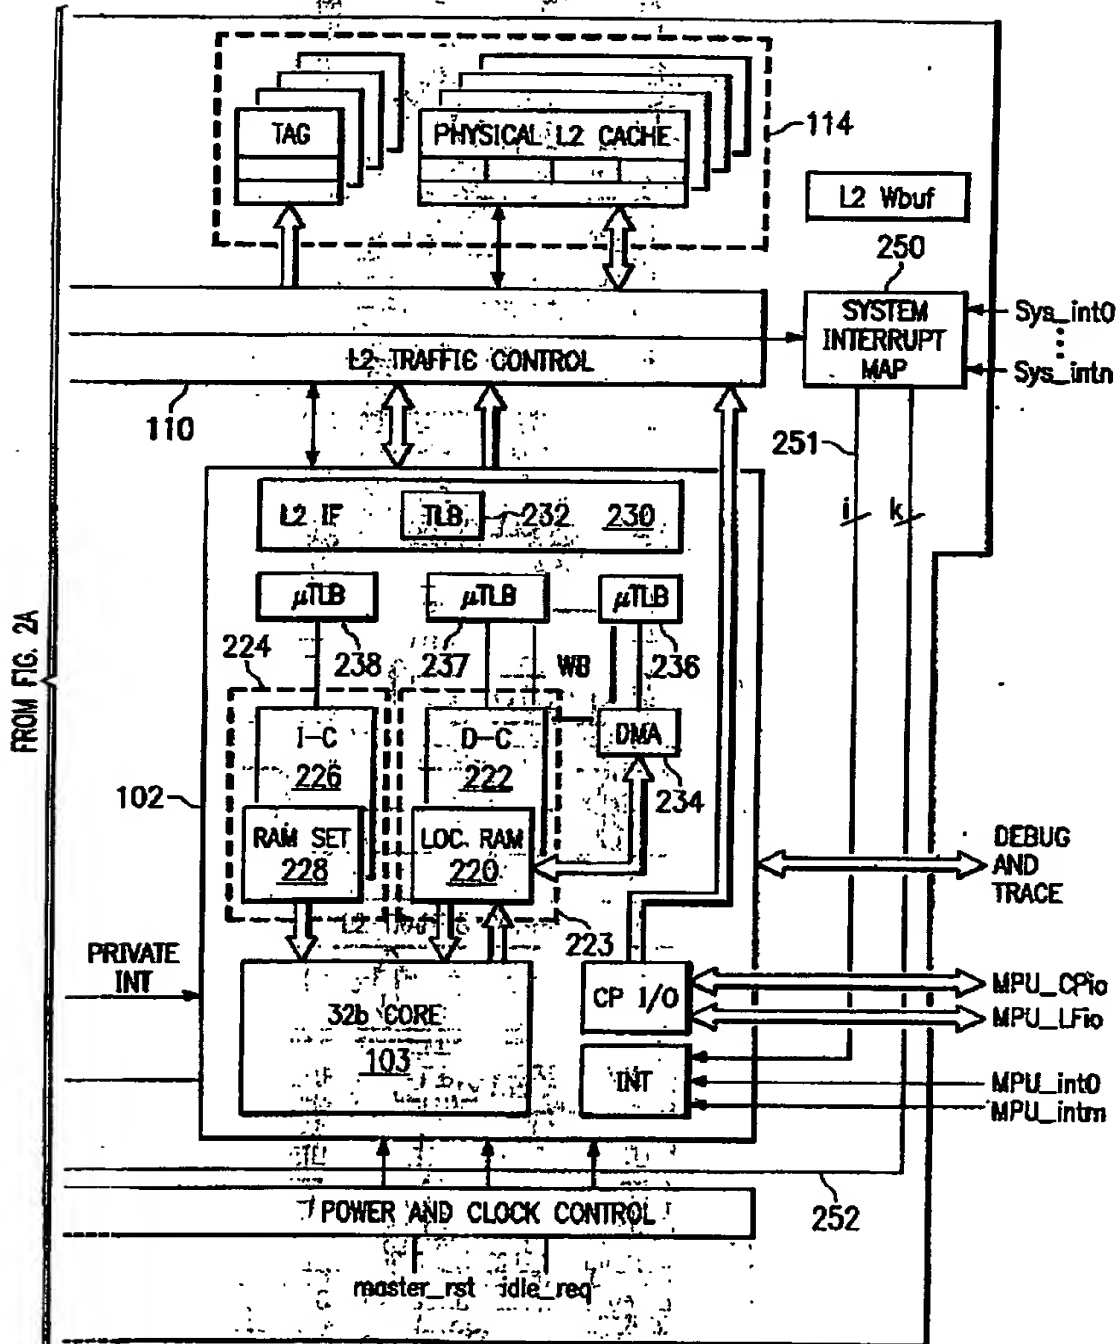 TAG
PHYSICAL L2 CACHE
114
L2 Wbuf
250
SYSTEM
INTERRUPT
MAP
Sys_int0
Sys_intn
L2 TRAFFIC CONTROL
110
251
i
k
L2 IF
TLB
232
230
μTLB
μTLB
μTLB
FROM FIG. 2A
224
238
237
WB
236
I-C
226
D-C
222
DMA
234
102
RAM SET
228
LOC. RAM
220
DEBUG
AND
TRACE
223
PRIVATE
INT
32b CORE
103
CP I/O
MPU_CPio
MPU_LFio
INT
MPU_int0
MPU_intm
252
POWER AND CLOCK CONTROL
master_rst
idle_req